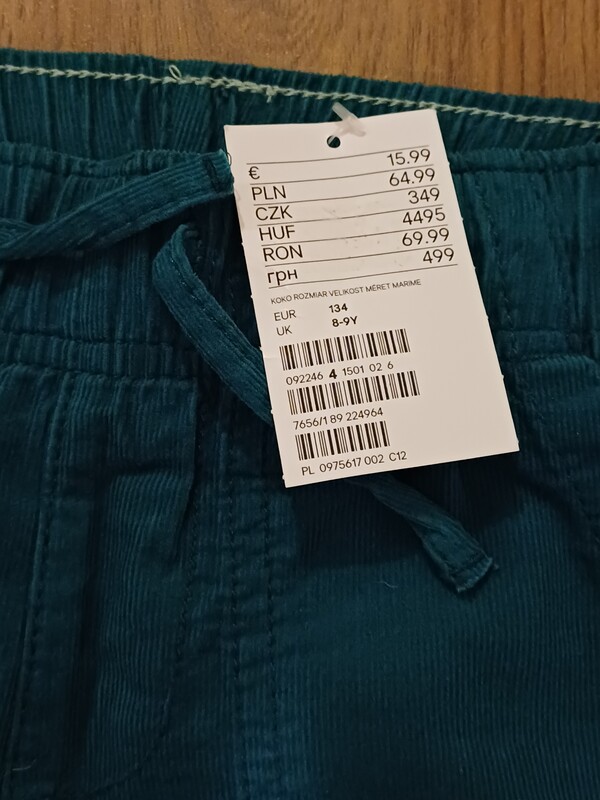 € 15.99
PLN 64.99
CZK 349
HUF 4495
RON 69.99
грн 499
KOKO ROZMIAR VELIKOST MÉRET MARIME
EUR 134
UK 8-9Y
092246 4 1501 02 6
7656/1 89 224964
PL 0975617 002 C12